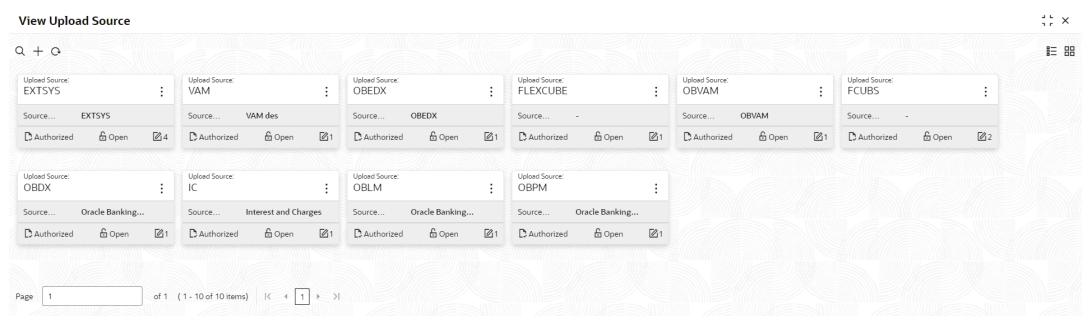 View Upload Source
Upload Source: Upload Source: Upload Source: Upload Source: Upload Source: Upload Source:
EXTSYS VAM OBEDX FLEXCUBE OBVAM FCUBS
Source... EXTSYS Source... VAM des Source... OBEDX Source... - Source... OBVAM Source... -
Authorized Open 4 Authorized Open 1 Authorized Open 1 Authorized Open 1 Authorized Open 1 Authorized Open 2
Upload Source: Upload Source: Upload Source: Upload Source:
OBDX IC OBLM OBPM
Source... Oracle Banking... Source... Interest and Charges Source... Oracle Banking... Source... Oracle Banking...
Authorized Open 1 Authorized Open 1 Authorized Open 1 Authorized Open 1
Page 1 of 1 (1 - 10 of 10 items) 1